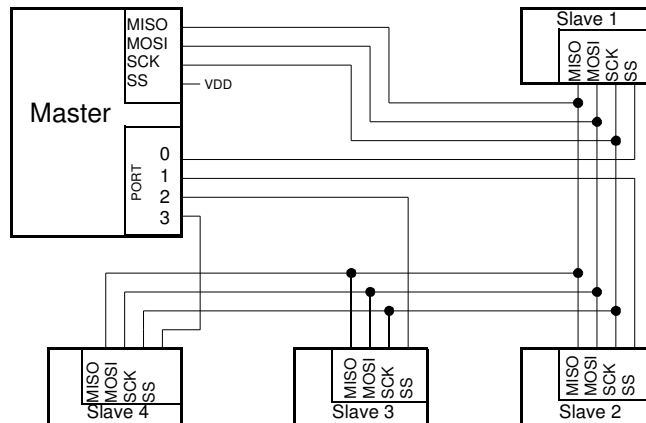 MISO
MOSI
SCK
SS
VDD
Master
PORT
0
1
2
3
Slave 1
MISO
MOSI
SCK
SS
MISO
MOSI
SCK
SS
Slave 4
MISO
MOSI
SCK
SS
Slave 3
MISO
MOSI
SCK
SS
Slave 2